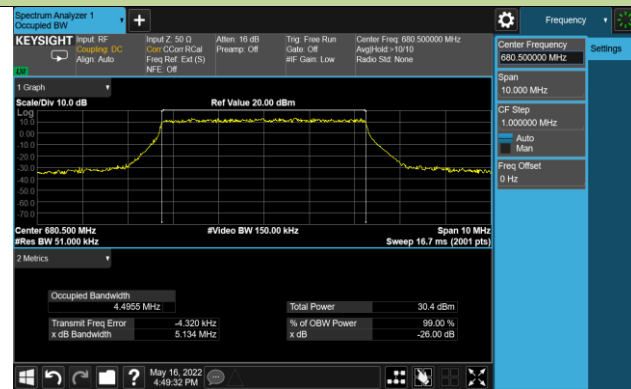 Spectrum Analyzer 1
Occupied BW
+
Frequency
KEYSIGHT
Input: RF
Coupling: DC
Align: Auto
Input Z: 50 Ω
Corr CCorr RCal
Freq Ref: Ext (S)
NFE: Off
Atten: 16 dB
Preamp: Off
Trig: Free Run
Gate: Off
#IF Gain: Low
Center Freq: 680.500000 MHz
Avg|Hold:>10/10
Radio Std: None
Center Frequency
680.500000 MHz
Settings
Span
10.000 MHz
CF Step
1.000000 MHz
Auto
Man
Freq Offset
0 Hz
1 Graph
Scale/Div 10.0 dB
Ref Value 20.00 dBm
Log
10.0
0.00
-10.0
-20.0
-30.0
-40.0
-50.0
-60.0
-70.0
Center 680.500 MHz
#Video BW 150.00 kHz
Span 10 MHz
#Res BW 51.000 kHz
Sweep 16.7 ms (2001 pts)
2 Metrics
Occupied Bandwidth
4.4955 MHz
Total Power 30.4 dBm
Transmit Freq Error -4.320 kHz
% of OBW Power 99.00 %
x dB Bandwidth 5.134 MHz
x dB -26.00 dB
?
May 16, 2022
4:49:32 PM